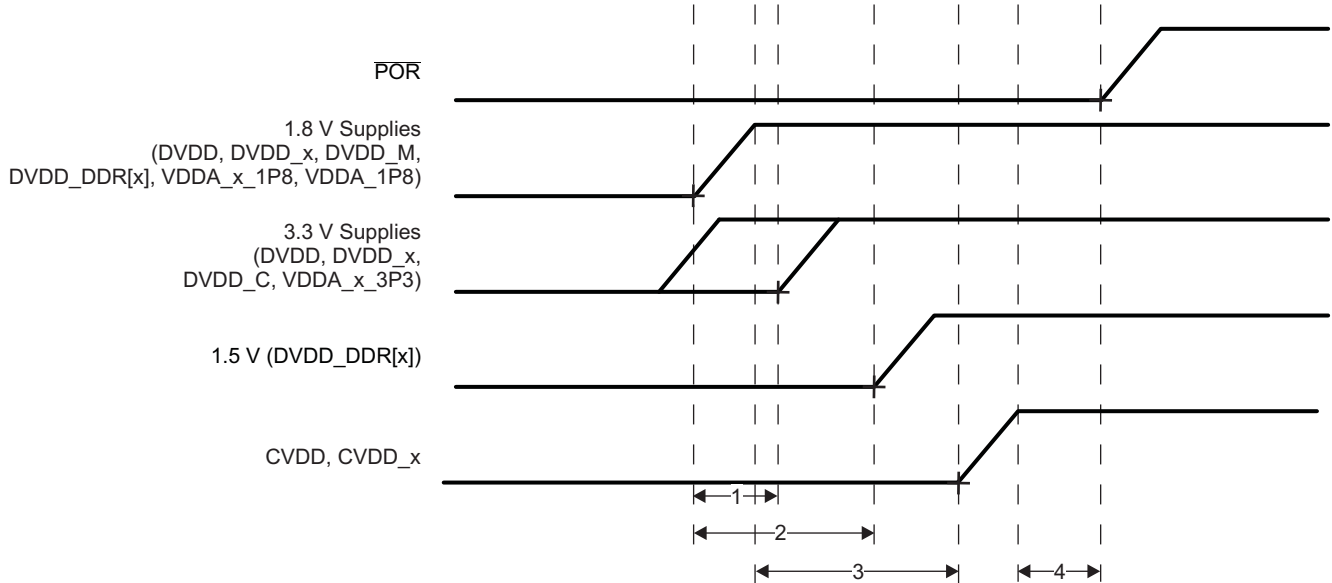 POR
1.8 V Supplies
(DVDD, DVDD_x, DVDD_M,
DVDD_DDR[x], VDDA_x_1P8, VDDA_1P8)
3.3 V Supplies
(DVDD, DVDD_x,
DVDD_C, VDDA_x_3P3)
1.5 V (DVDD_DDR[x])
CVDD, CVDD_x
1
2
3
4